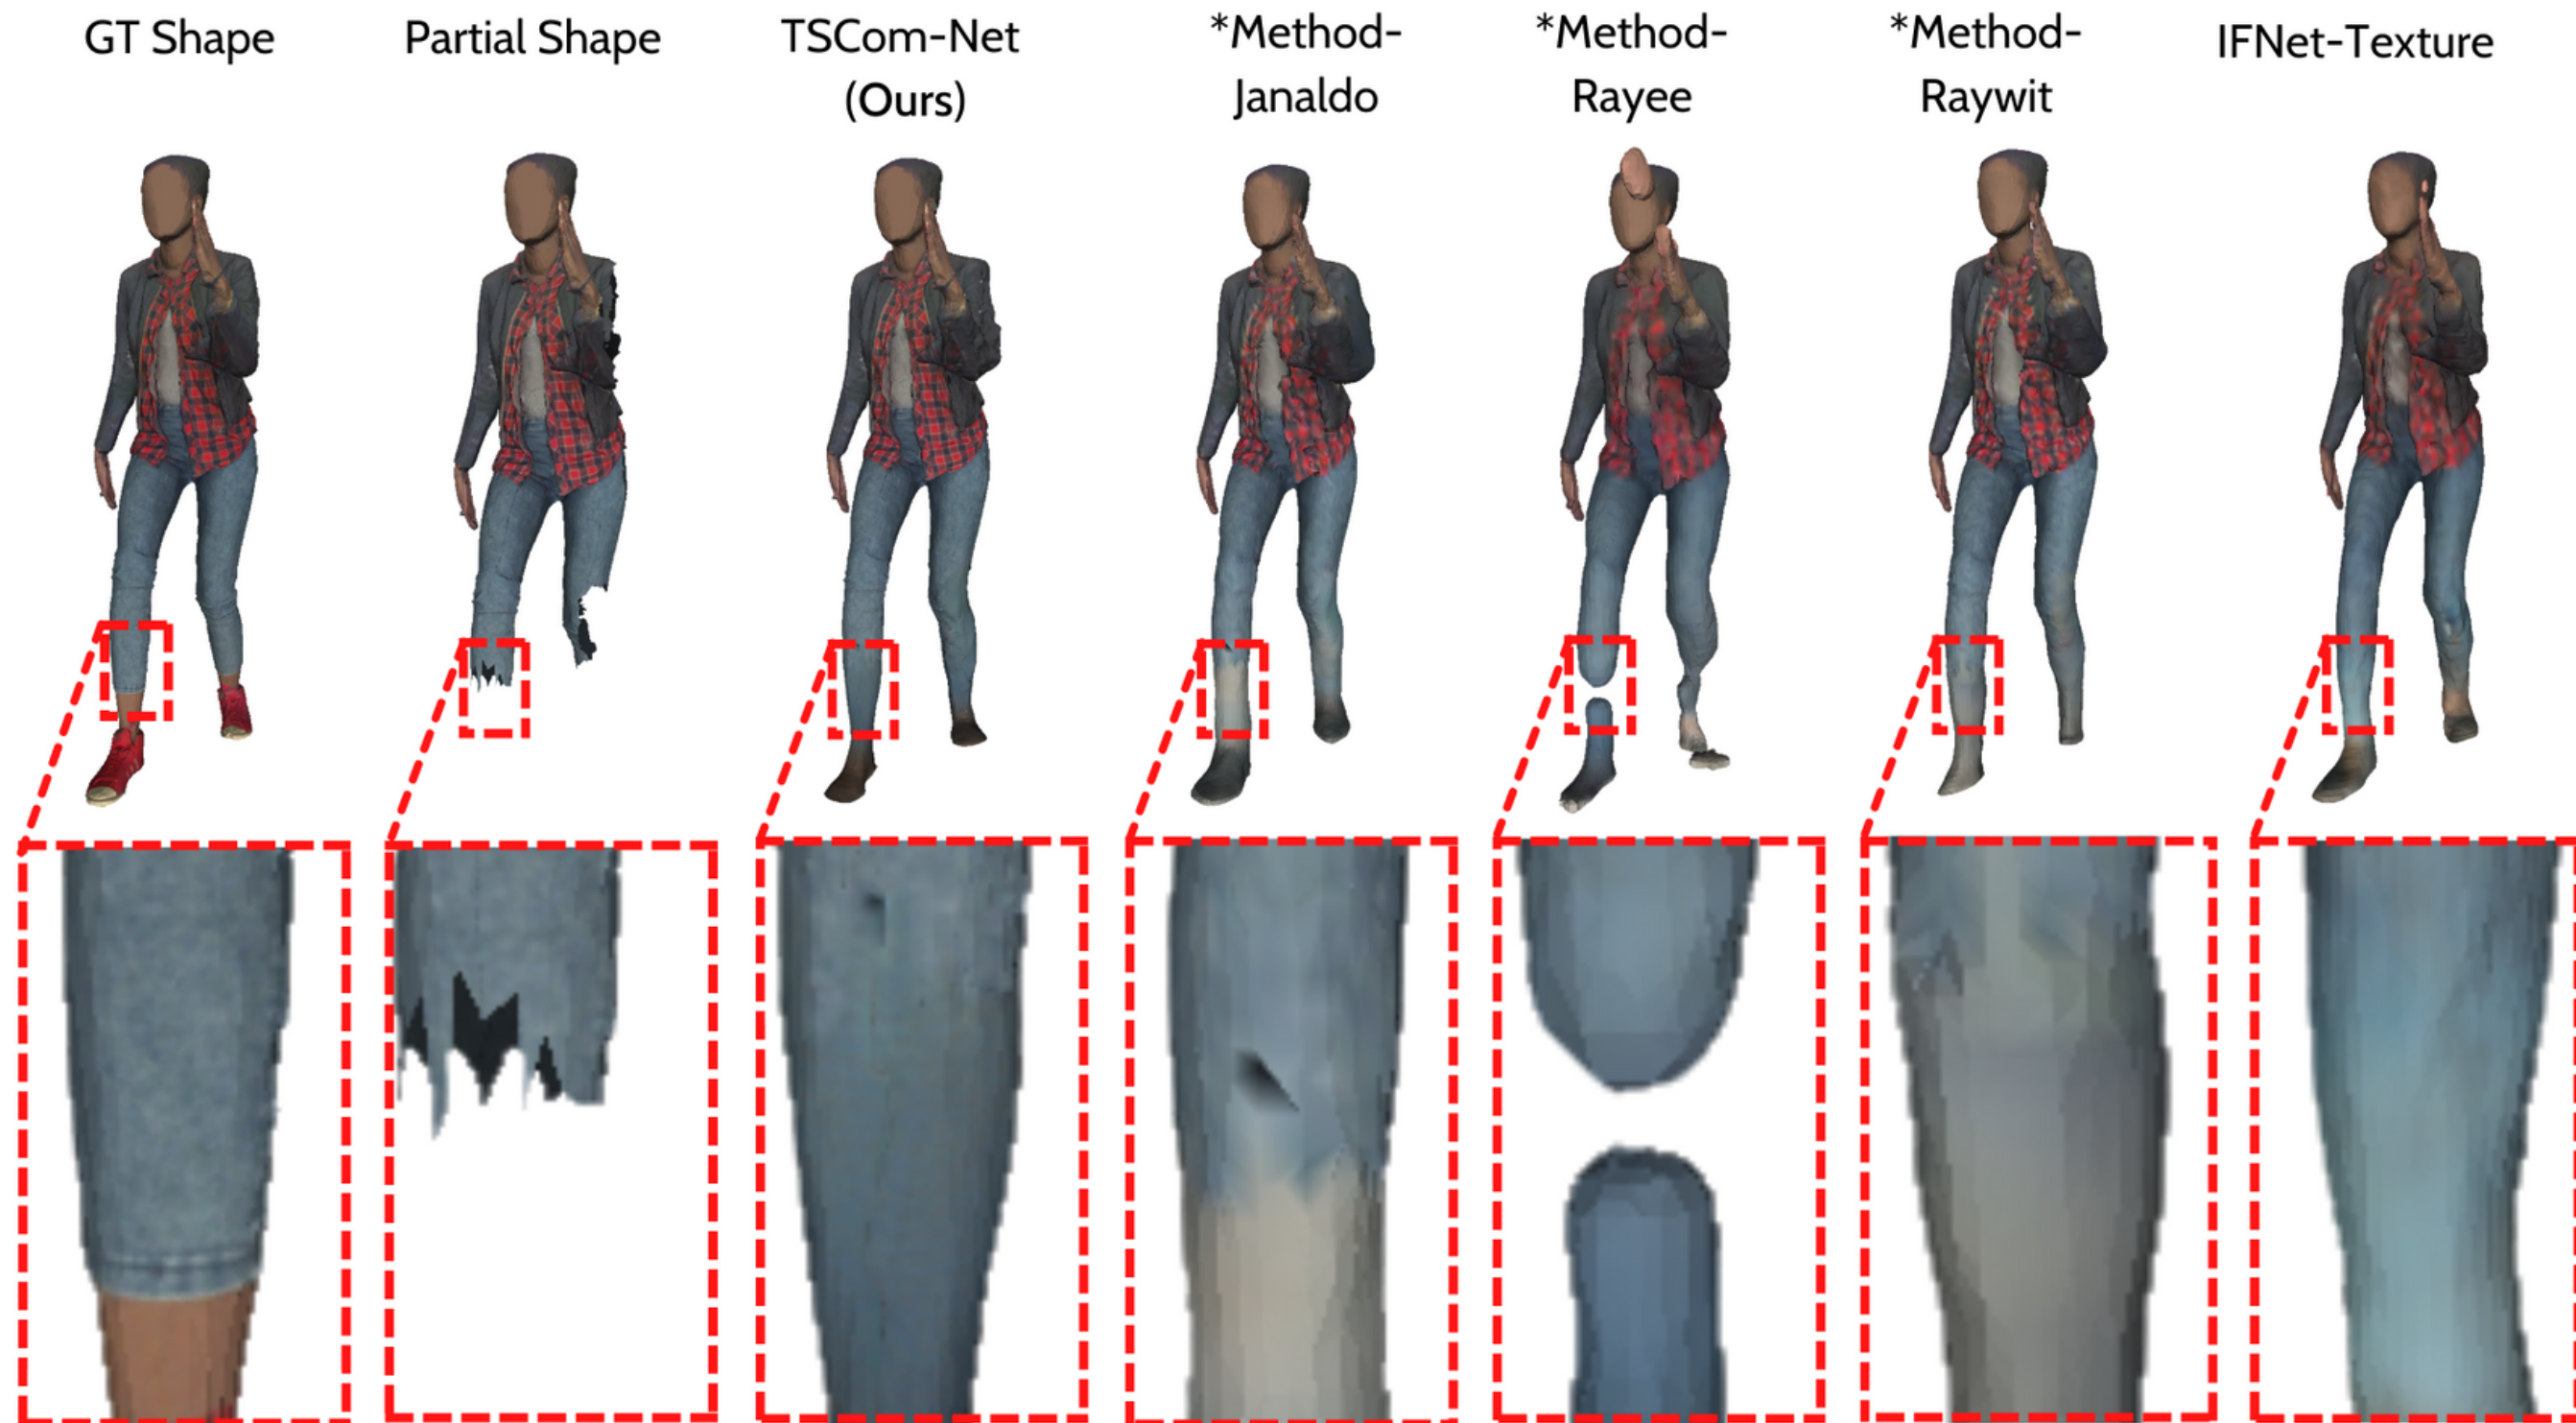 GT Shape
Partial Shape
TSCom-Net
(Ours)
*Method-
Janaldo
*Method-
Rayee
*Method-
Raywit
IFNet-Texture